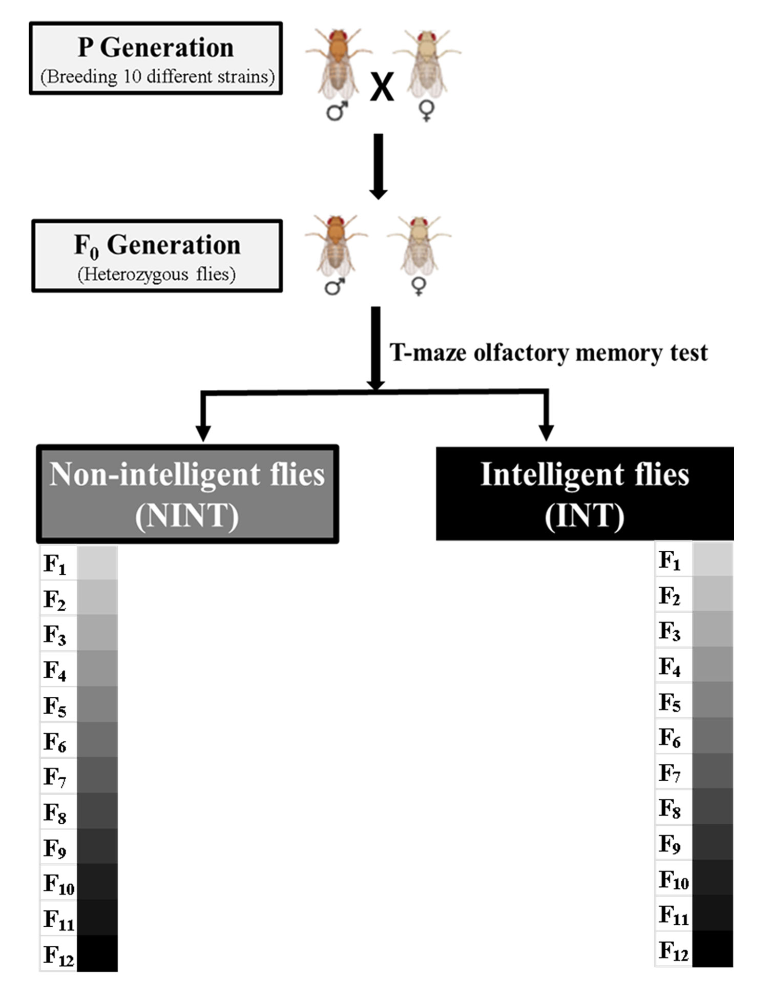 P Generation
(Breeding 10 different strains)
X
♂
♀
F₀ Generation
(Heterozygous flies)
♂
♀
T-maze olfactory memory test
Non-intelligent flies
(NINT)
Intelligent flies
(INT)
F₁
F₂
F₃
F₄
F₅
F₆
F₇
F₈
F₉
F₁₀
F₁₁
F₁₂
F₁
F₂
F₃
F₄
F₅
F₆
F₇
F₈
F₉
F₁₀
F₁₁
F₁₂